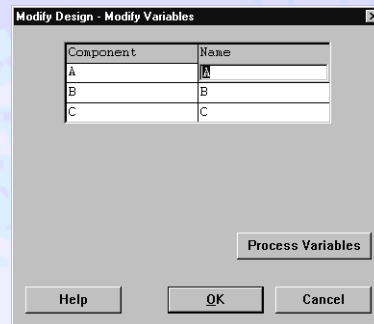 Modify Design - Modify Variables
Component Name
A A
B B
C C
Process Variables
Help OK Cancel